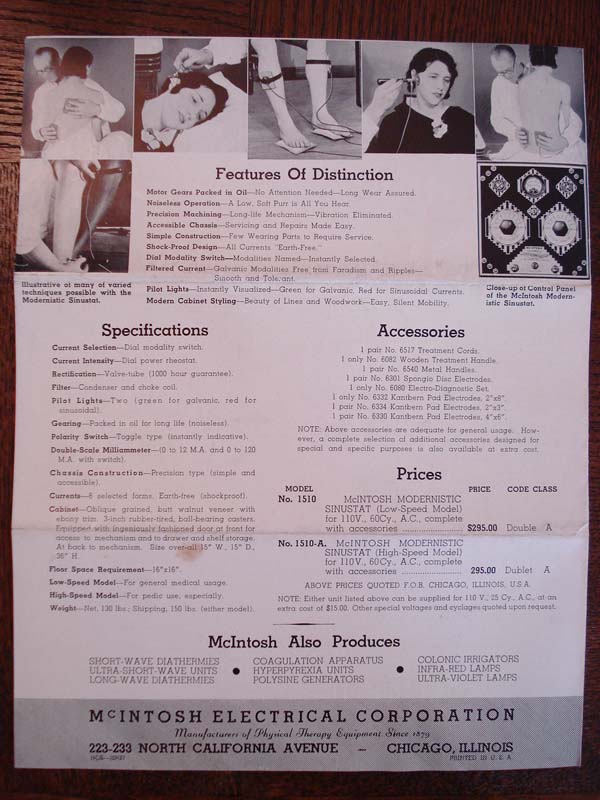 Features Of Distinction
Motor Gears Packed in Oil—No Attention Needed—Long Wear Assured.
Noiseless Operation—A Low, Soft Purr is All You Hear.
Precision Machining—Long-life Mechanism—Vibration Eliminated.
Accessible Chassis—Servicing and Repairs Made Easy.
Simple Construction—Few Wearing Parts to Require Service.
Shock-Proof Design—All Currents "Earth-Free."
Dial Modality Switch—Modalities Named—Instantly Selected.
Filtered Current—Galvanic Modalities Free from Faradism and Ripples—
Smooth and Tolerant.
Pilot Lights—Instantly Visualized—Green for Galvanic, Red for Sinusoidal Currents.
Modern Cabinet Styling—Beauty of Lines and Woodwork—Easy, Silent Mobility.
Illustrative of many of varied
techniques possible with the
Modernistic Sinustat.
Close-up of Control Panel
of the McIntosh Modern-
istic Sinustat.
Specifications
Current Selection—Dial modality switch.
Current Intensity—Dual power rheostat.
Rectification—Valve-tube (1000 hour guarantee).
Filter—Condenser and choke coil.
Pilot Lights—Two (green for galvanic, red for
sinusoidal).
Gearing—Packed in oil for long life (noiseless).
Polarity Switch—Toggle type (instantly indicative).
Double-Scale Milliammeter—(0 to 12 M.A. and 0 to 120
M.A. with switch).
Chassis Construction—Precision type (simple and
accessible).
Currents—8 selected forms. Earth-free (shockproof).
Cabinet—Oblique grained, butt walnut veneer with
ebony trim. 3-inch rubber-tired, ball-bearing casters.
Equipped with ingeniously fashioned door at front for
access to mechanism and to drawer and shelf storage.
At back to mechanism. Size over-all 15" W., 15" D.,
36" H.
Floor Space Requirement—16"x16".
Low-Speed Model—For general medical usage.
High-Speed Model—For pedic use, especially.
Weight—Net, 130 lbs.; Shipping, 150 lbs. (either model).
Accessories
1 pair No. 6517 Treatment Cords.
1 only No. 6082 Wooden Treatment Handle.
1 pair No. 6540 Metal Handles.
1 pair No. 6301 Spongio Disc Electrodes.
1 only No. 6080 Electro-Diagnostic Set.
1 only No. 6332 Kantbern Pad Electrodes, 2"x8".
1 pair No. 6334 Kantbern Pad Electrodes, 2"x3".
1 pair No. 6330 Kantbern Pad Electrodes, 4"x6".
NOTE: Above accessories are adequate for general usage. How-
ever, a complete selection of additional accessories designed for
special and specific purposes is also available at extra cost.
Prices
MODEL PRICE CODE CLASS
No. 1510 McINTOSH MODERNISTIC
SINUSTAT (Low-Speed Model)
for 110V., 60Cy., A.C., complete
with accessories .................... $295.00 Double A
No. 1510-A. McINTOSH MODERNISTIC
SINUSTAT (High-Speed Model)
for 110V., 60Cy., A.C., complete
with accessories .................... 295.00 Dublet A
ABOVE PRICES QUOTED F.O.B. CHICAGO, ILLINOIS, U.S.A.
NOTE: Either unit listed above can be supplied for 110 V., 25 Cy., A.C., at an
extra cost of $15.00. Other special voltages and cyclages quoted upon request.
McIntosh Also Produces
SHORT-WAVE DIATHERMIES
ULTRA-SHORT-WAVE UNITS
LONG-WAVE DIATHERMIES
●
COAGULATION APPARATUS
HYPERPYREXIA UNITS
POLYSINE GENERATORS
●
COLONIC IRRIGATORS
INFRA-RED LAMPS
ULTRA-VIOLET LAMPS
McINTOSH ELECTRICAL CORPORATION
Manufacturers of Physical Therapy Equipment Since 1879
223-233 NORTH CALIFORNIA AVENUE — CHICAGO, ILLINOIS
PRINTED IN U.S.A.